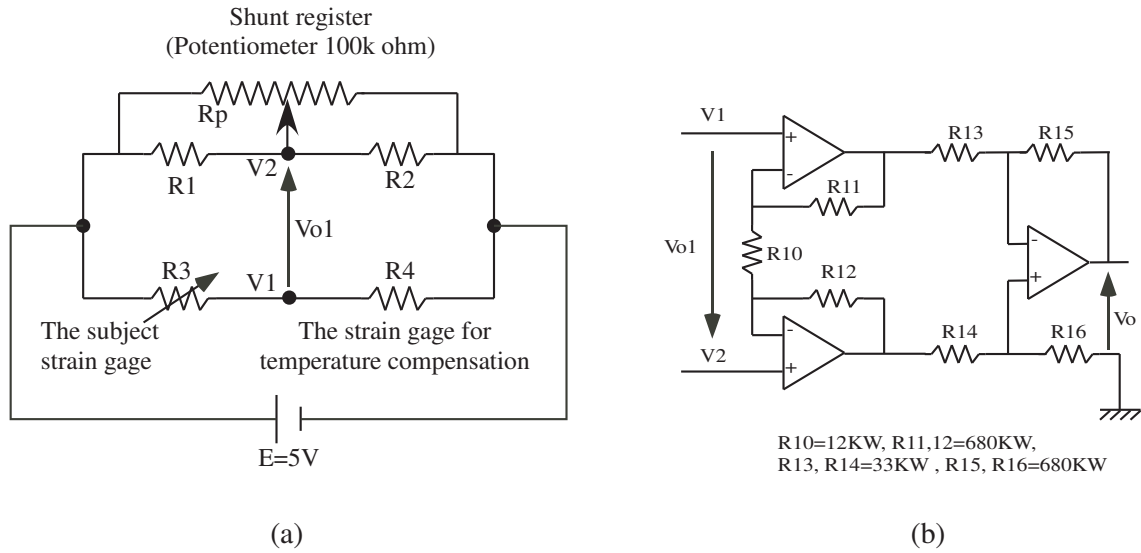 Shunt register
(Potentiometer 100k ohm)
Rp
R1
V2
R2
Vo1
R3
V1
R4
The subject
strain gage
The strain gage for
temperature compensation
E=5V
(a)
V1
+
-
R13
R15
R11
Vo1
R10
-
+
R12
Vo
-
+
R14
R16
V2
R10=12KW, R11,12=680KW,
R13, R14=33KW , R15, R16=680KW
(b)